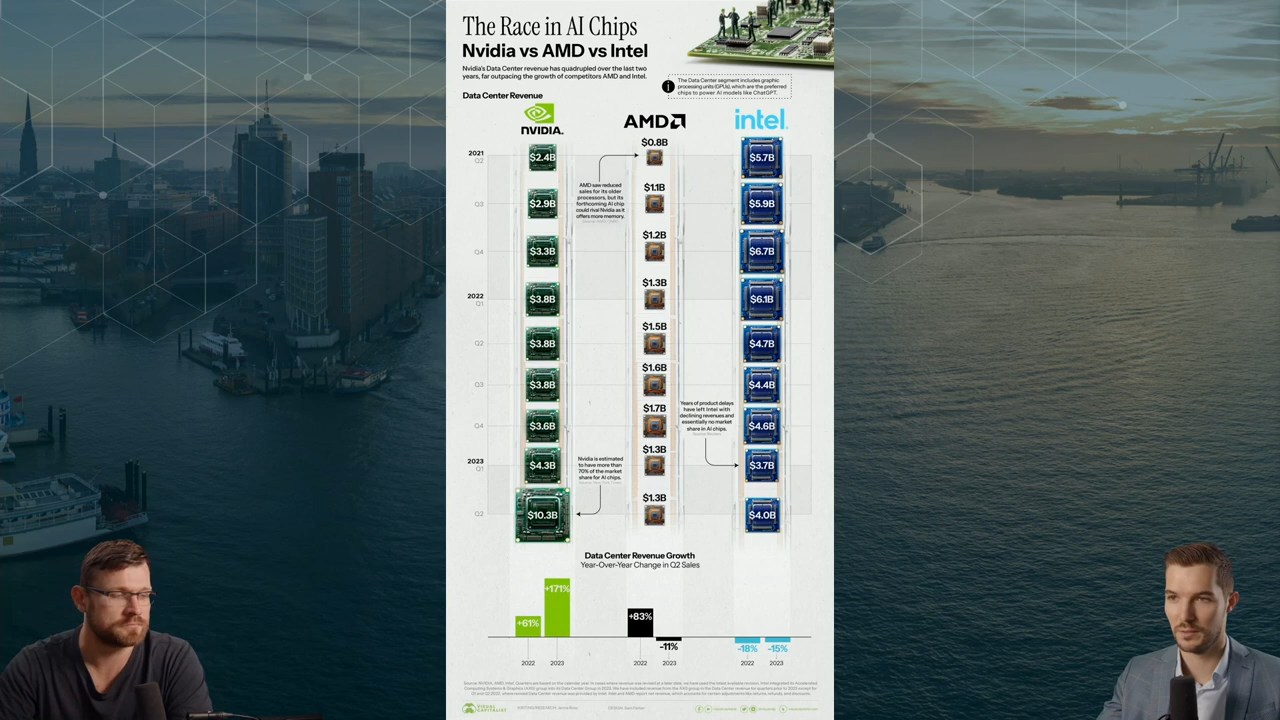 The Race in AI Chips
Nvidia vs AMD vs Intel
Nvidia's Data Center revenue has quadrupled over the last two
years, far outpacing the growth of competitors AMD and Intel.
The Data Center segment includes graphic
processing units (GPUs), which are the preferred
chips to power AI models like ChatGPT.
Data Center Revenue
NVIDIA.
AMD
intel.
2021
Q2
$2.4B
$0.8B
$5.7B
AMD saw reduced
sales for its older
processors, but its
forthcoming AI chip
could rival Nvidia as it
offers more memory.
Q3
$2.9B
$1.1B
$5.9B
Q4
$3.3B
$1.2B
$6.7B
2022
Q1
$3.8B
$1.3B
$6.1B
Q2
$3.8B
$1.5B
$4.7B
Q3
$3.8B
$1.6B
$4.4B
Years of product delays
have left Intel with
declining revenues and
essentially no market
share in AI chips.
Q4
$3.6B
$1.7B
$4.6B
2023
Q1
$4.3B
$1.3B
$3.7B
Nvidia is estimated
to have more than
70% of the market
share for AI chips.
Q2
$10.3B
$1.3B
$4.0B
Data Center Revenue Growth
Year-Over-Year Change in Q2 Sales
+61%
+171%
+83%
-11%
-18%
-15%
2022
2023
2022
2023
2022
2023
VISUAL
CAPITALIST